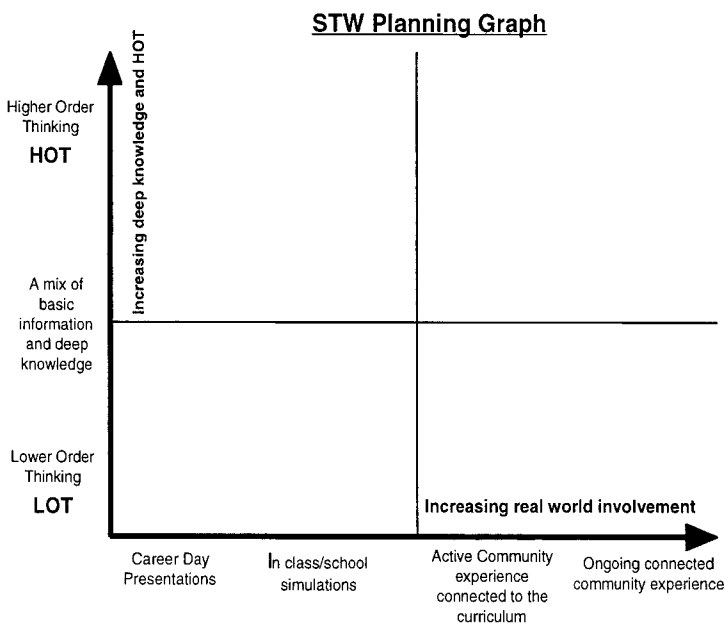 STW Planning Graph
Increasing deep knowledge and HOT
Higher Order
Thinking
HOT
A mix of
basic
information
and deep
knowledge
Lower Order
Thinking
LOT
Increasing real world involvement
Career Day
Presentations
In class/school
simulations
Active Community
experience
connected to the
curriculum
Ongoing connected
community experience